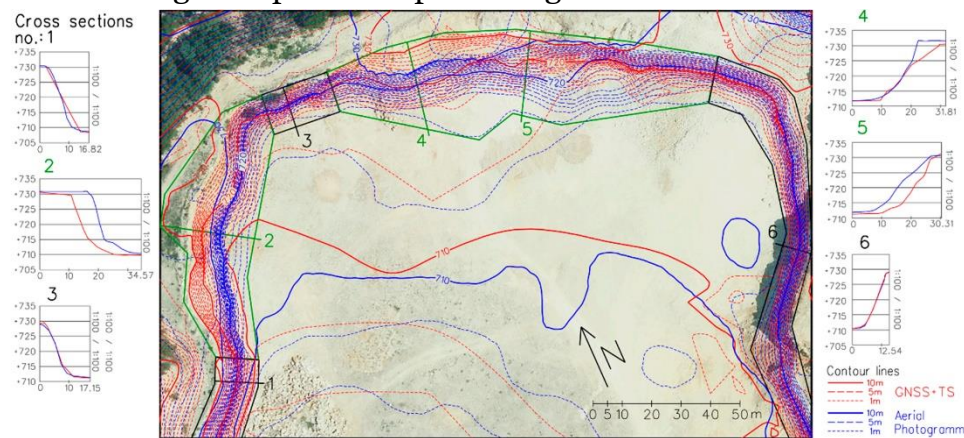 Cross sections
no.: 1
+735
+730
+725
+720
+715
+710
+705
0 10 16.82
1:100 / 1:100
2
+735
+730
+725
+720
+715
+710
+705
0 10 20 34.57
1:100 / 1:100
3
+735
+730
+725
+720
+715
+710
0 10 17.15
1:100 / 1:100
730
730
720
720
710
710
1
2
3
4
5
6
N
0 5 10 20 30 40 50 m
4
+735
+730
+725
+720
+715
+710
0 10 20 31.81
1:100 / 1:100
5
+735
+730
+725
+720
+715
+710
0 10 20 30.31
1:100 / 1:100
6
+735
+730
+725
+720
+715
+710
+705
0 12.54
1:100 / 1:100
Contour lines
10m
5m GNSS+TS
1m
10m Aerial
5m Photogramm
1m